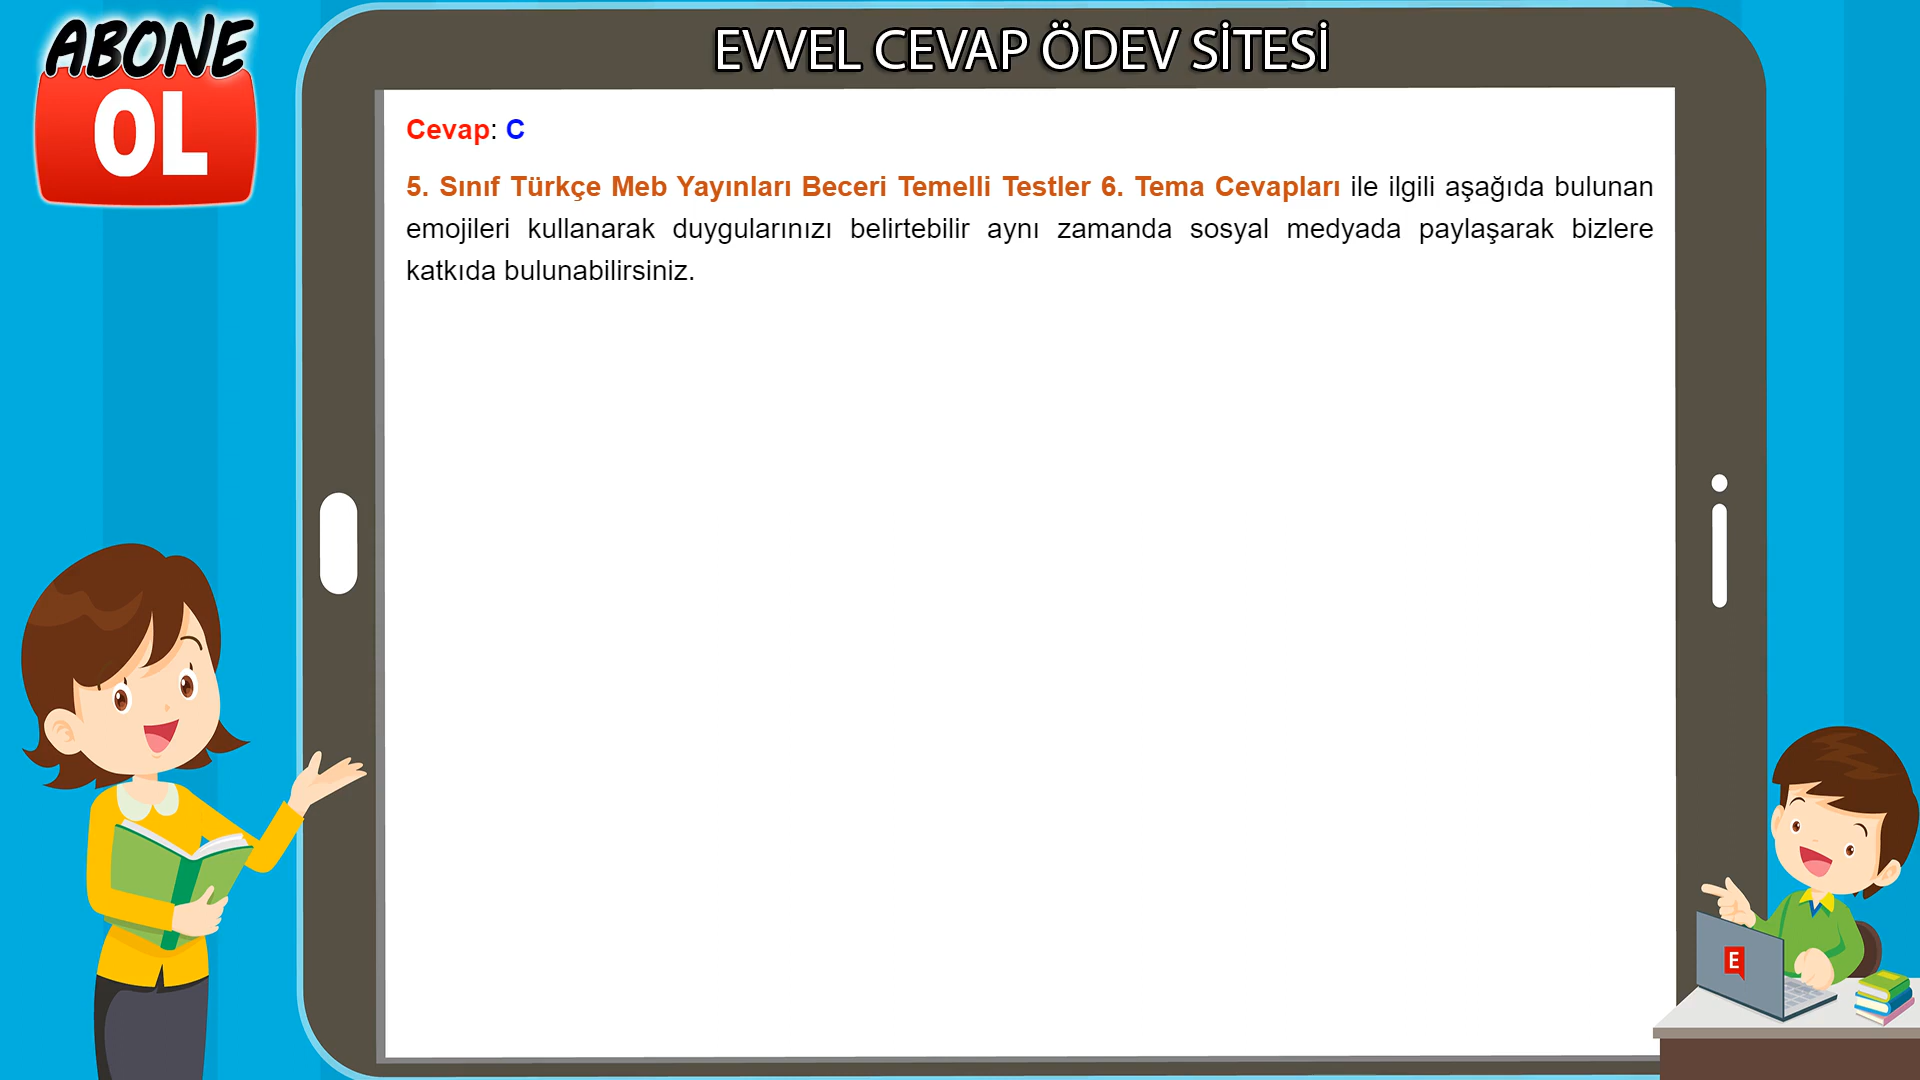 ABONE
OL
EVVEL CEVAP ÖDEV SİTESİ
Cevap: C
5. Sınıf Türkçe Meb Yayınları Beceri Temelli Testler 6. Tema Cevapları ile ilgili aşağıda bulunan
emojileri kullanarak duygularınızı belirtebilir aynı zamanda sosyal medyada paylaşarak bizlere
katkıda bulunabilirsiniz.
E